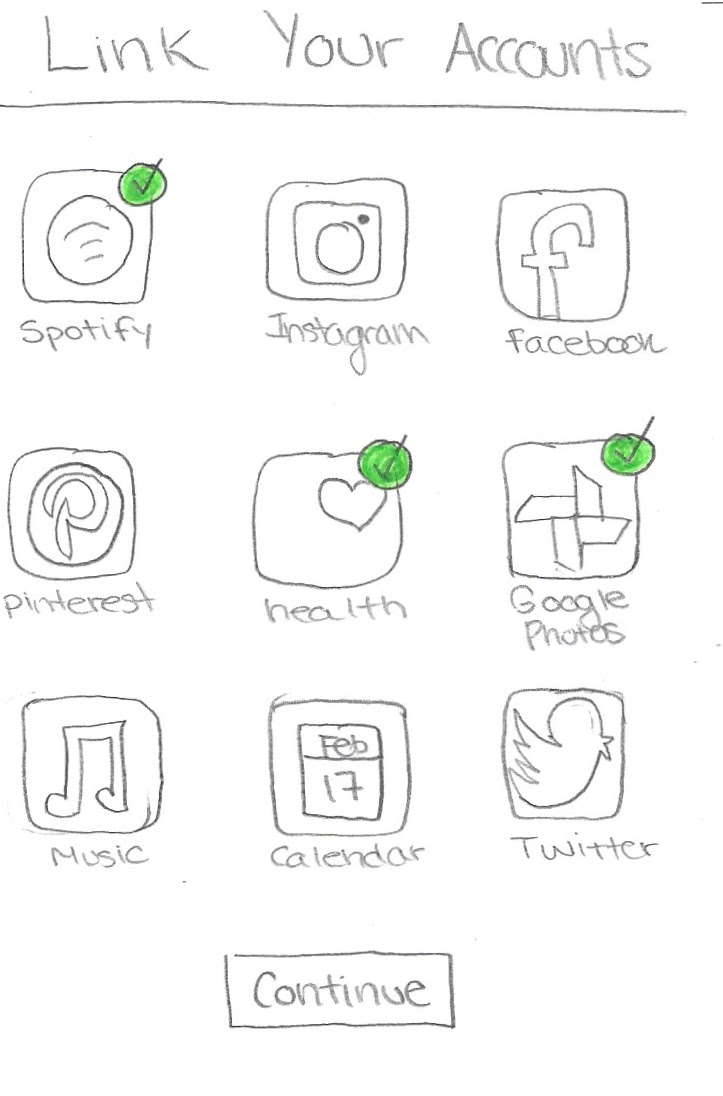 Link Your Accounts
Spotify Instagram facebook
pinterest health Google
Photos
Feb
17
Music Calendar Twitter
Continue